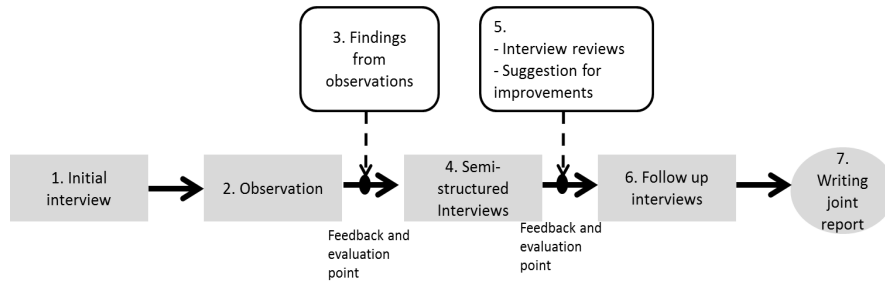 3. Findings
from
observations
5.
- Interview reviews
- Suggestion for
improvements
1. Initial
interview
2. Observation
4. Semi-
structured
Interviews
6. Follow up
interviews
7.
Writing
joint
report
Feedback and
evaluation
point
Feedback and
evaluation
point